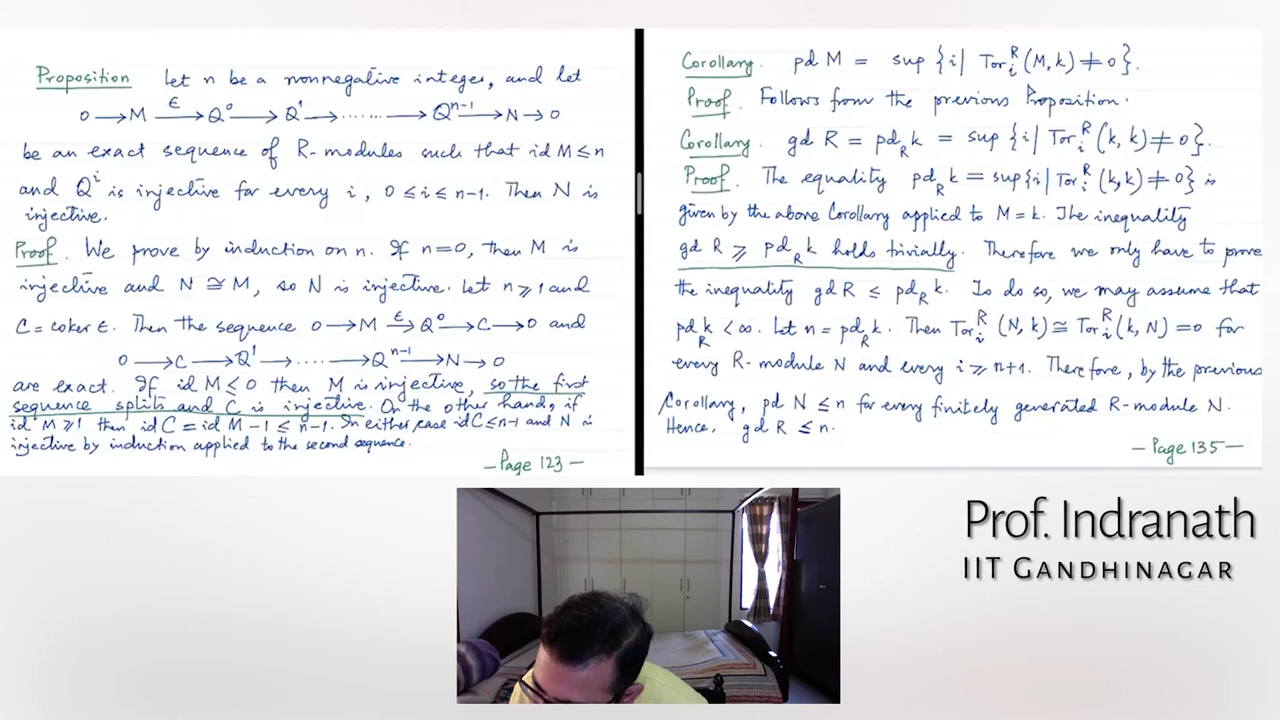 Proposition Let n be a nonnegative integer, and let
0 → M —ε→ Q⁰ → Q¹ → ........ → Qⁿ⁻¹ → N → 0
be an exact sequence of R-modules such that id M ≤ n
and Qⁱ is injective for every i, 0 ≤ i ≤ n-1. Then N is
injective.
Proof. We prove by induction on n. If n=0, then M is
injective and N ≅ M, so N is injective. Let n ≥ 1 and
C = coker ε. Then the sequence 0 → M —ε→ Q⁰ → C → 0 and
0 → C → Q¹ → ..... → Qⁿ⁻¹ → N → 0
are exact. If id M ≤ 0 then M is injective, so the first
sequence splits and C is injective. On the other hand, if
id M ≥ 1 then id C = id M - 1 ≤ n-1. In either case id C ≤ n-1 and N is
injective by induction applied to the second sequence.
— Page 123 —
Corollary. pd M = sup {i | Torᵢᴿ(M, k) ≠ 0}.
Proof. Follows from the previous Proposition.
Corollary. gd R = pd_R k = sup {i | Torᵢᴿ(k, k) ≠ 0}.
Proof. The equality pd_R k = sup{i | Torᵢᴿ(k,k) ≠ 0} is
given by the above Corollary applied to M = k. The inequality
gd R ≥ pd_R k holds trivially. Therefore we only have to prove
the inequality gd R ≤ pd_R k. To do so, we may assume that
pd_R k < ∞. Let n = pd_R k. Then Torᵢᴿ(N, k) ≅ Torᵢᴿ(k, N) = 0 for
every R-module N and every i ≥ n+1. Therefore, by the previous
Corollary, pd N ≤ n for every finitely generated R-module N.
Hence, gd R ≤ n.
— Page 135 —
Prof. Indranath
IIT GANDHINAGAR